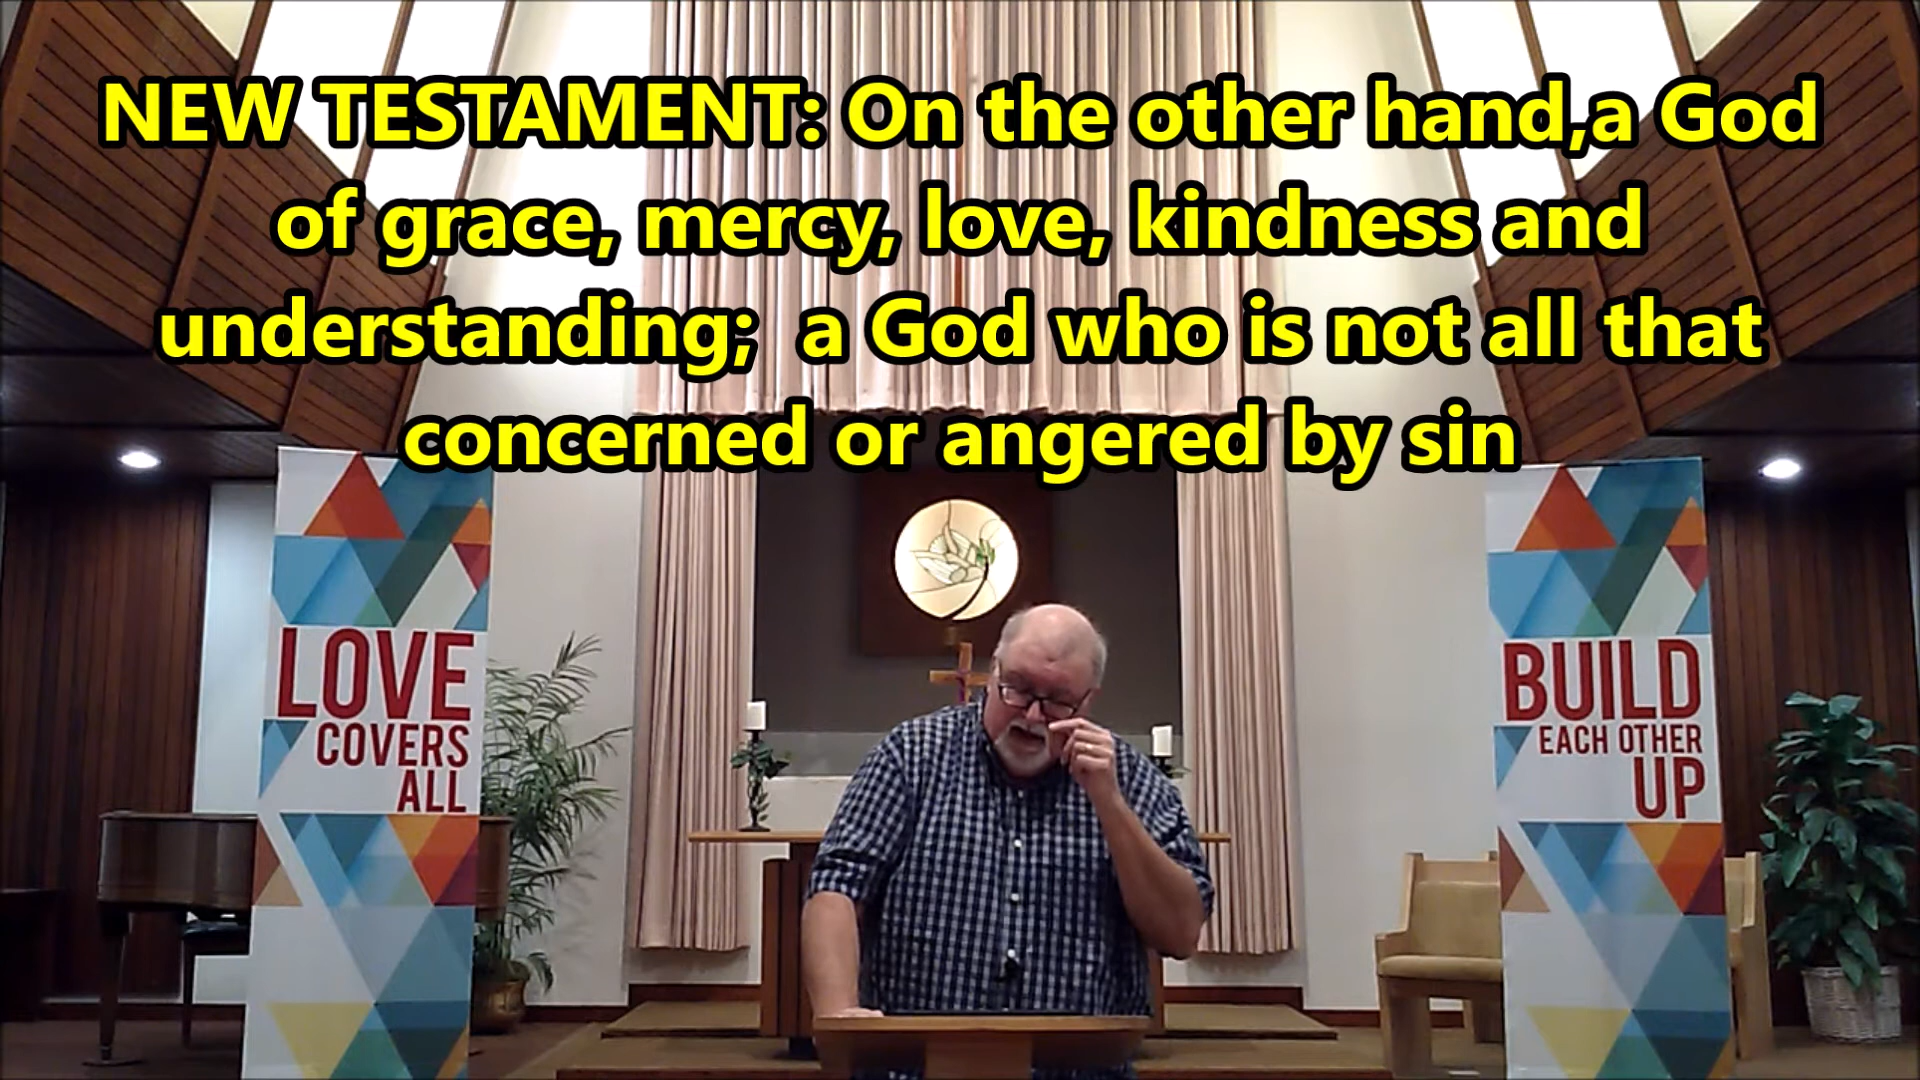 NEW TESTAMENT: On the other hand,a God
of grace, mercy, love, kindness and
understanding;  a God who is not all that
concerned or angered by sin
LOVE
COVERS
ALL
BUILD
EACH OTHER
UP